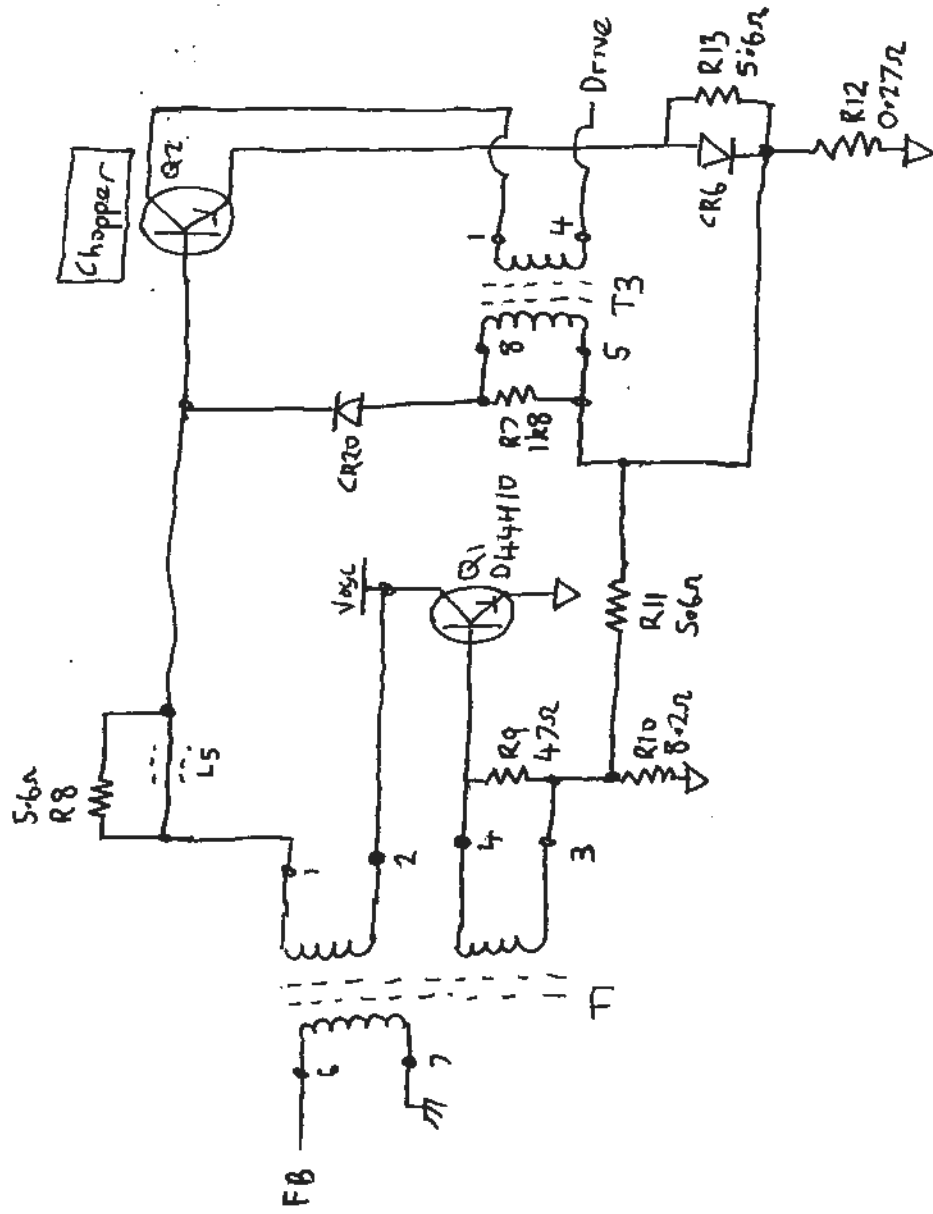 Chopper
Q2
Drive
R13
5.6Ω
R12
0.27Ω
CR6
1
4
T3
8
5
R7
1k8
CR20
Q1
D44H10
R11
5.6Ω
5.6Ω
R8
L5
R9
47Ω
R10
8.2Ω
1
2
4
3
F
6
7
FB